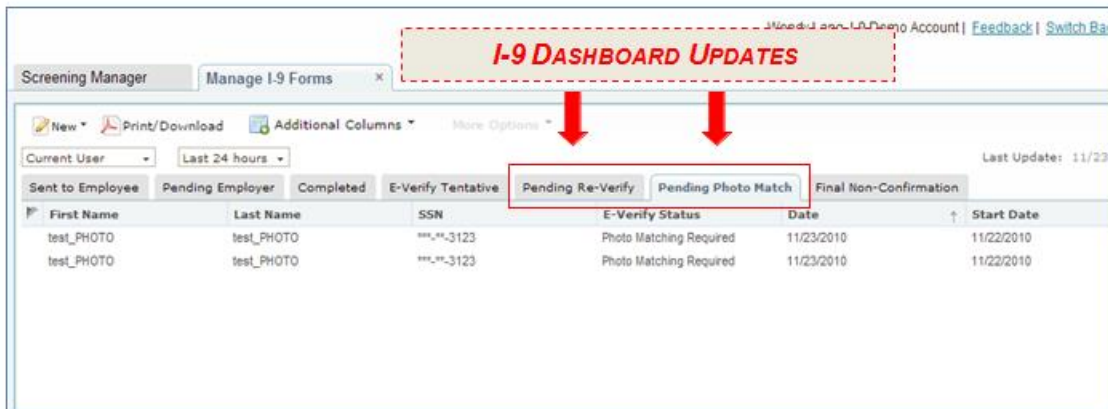 Account | Feedback | Switch Ba
I-9 DASHBOARD UPDATES
Screening Manager Manage I-9 Forms ×
New Print/Download Additional Columns More Options
Current User Last 24 hours Last Update: 11/23
Sent to Employee Pending Employer Completed E-Verify Tentative Pending Re-Verify Pending Photo Match Final Non-Confirmation
First Name Last Name SSN E-Verify Status Date ↑ Start Date
test_PHOTO test_PHOTO ***-**-3123 Photo Matching Required 11/23/2010 11/22/2010
test_PHOTO test_PHOTO ***-**-3123 Photo Matching Required 11/23/2010 11/22/2010